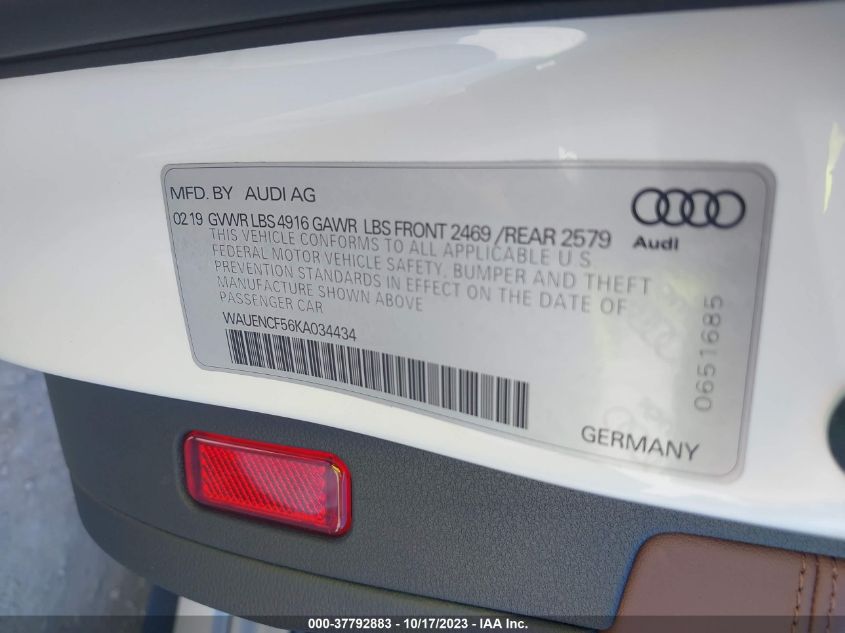 MFD. BY AUDI AG
02 19 GVWR LBS 4916 GAWR LBS FRONT 2469 /REAR 2579
THIS VEHICLE CONFORMS TO ALL APPLICABLE U S
FEDERAL MOTOR VEHICLE SAFETY, BUMPER AND THEFT
PREVENTION STANDARDS IN EFFECT ON THE DATE OF
MANUFACTURE SHOWN ABOVE
PASSENGER CAR
WAUENCF56KA034434
Audi
0651685
GERMANY
000-37792883 - 10/17/2023 - IAA Inc.